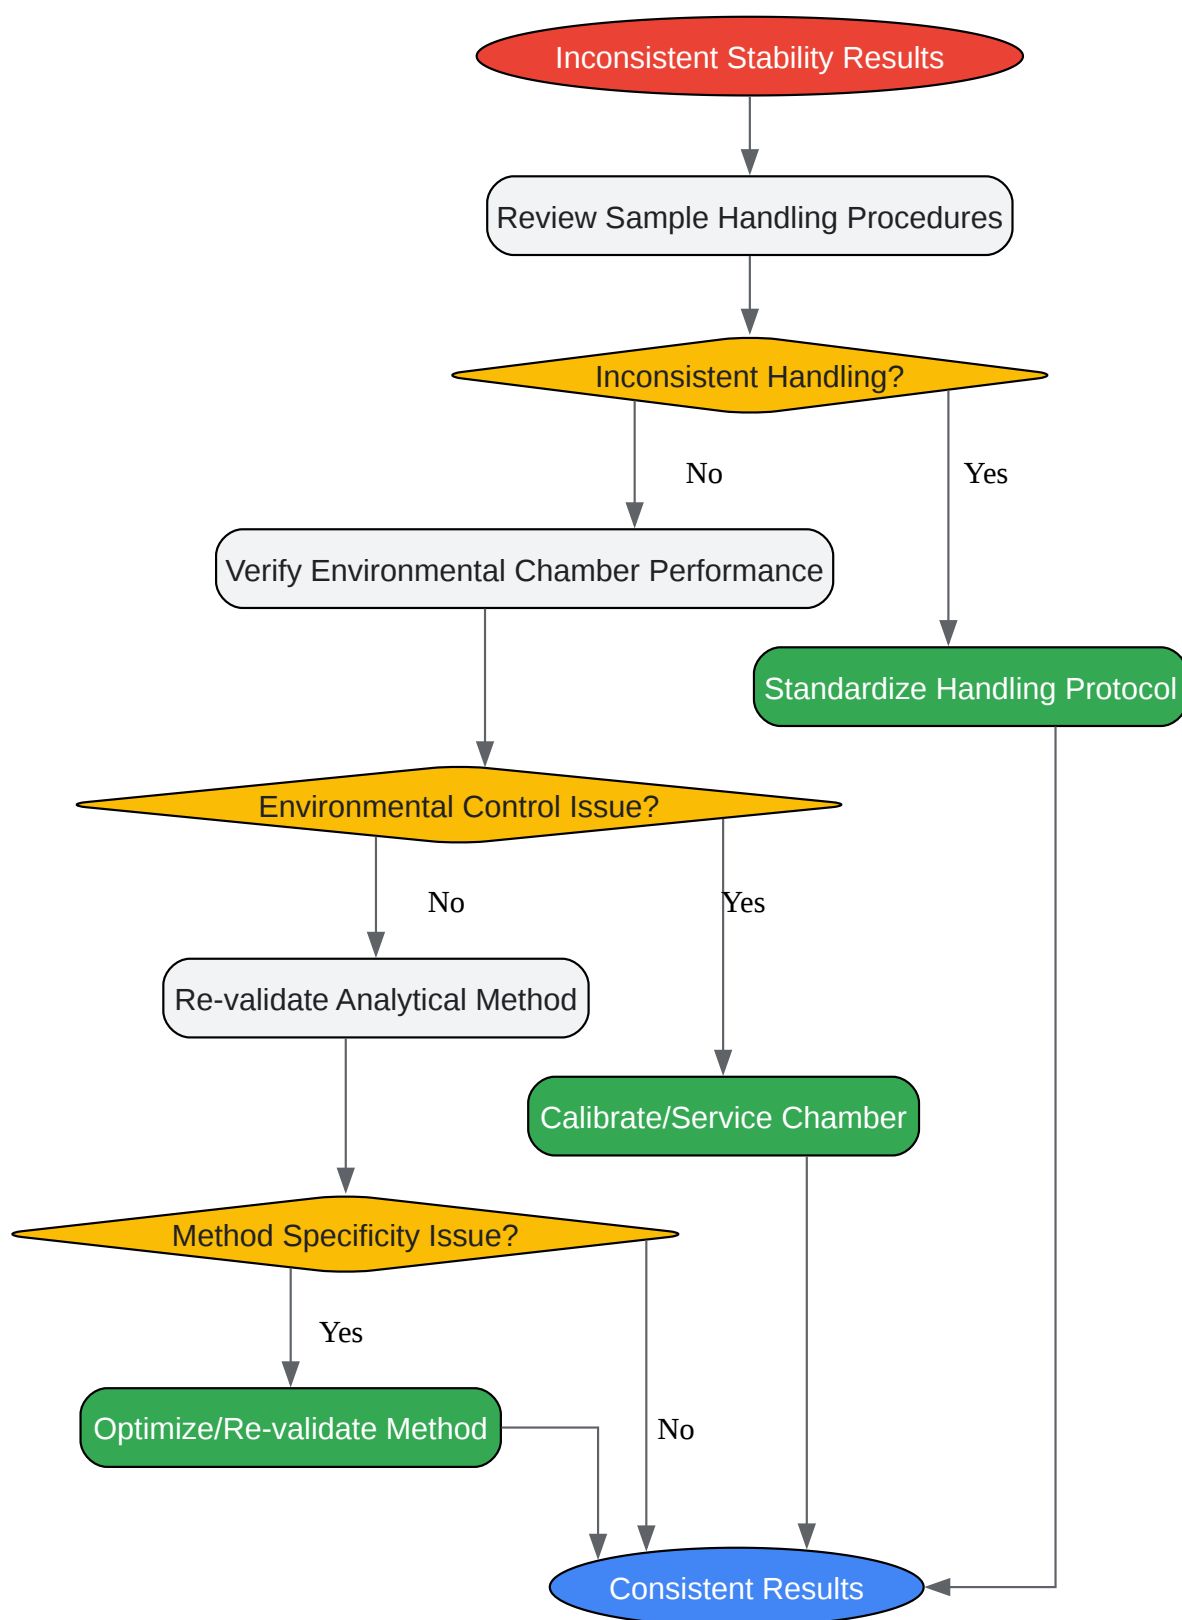 Inconsistent Stability Results
Review Sample Handling Procedures
Inconsistent Handling?
No
Yes
Verify Environmental Chamber Performance
Standardize Handling Protocol
Environmental Control Issue?
No
Yes
Re-validate Analytical Method
Calibrate/Service Chamber
Method Specificity Issue?
Yes
Optimize/Re-validate Method
No
Consistent Results